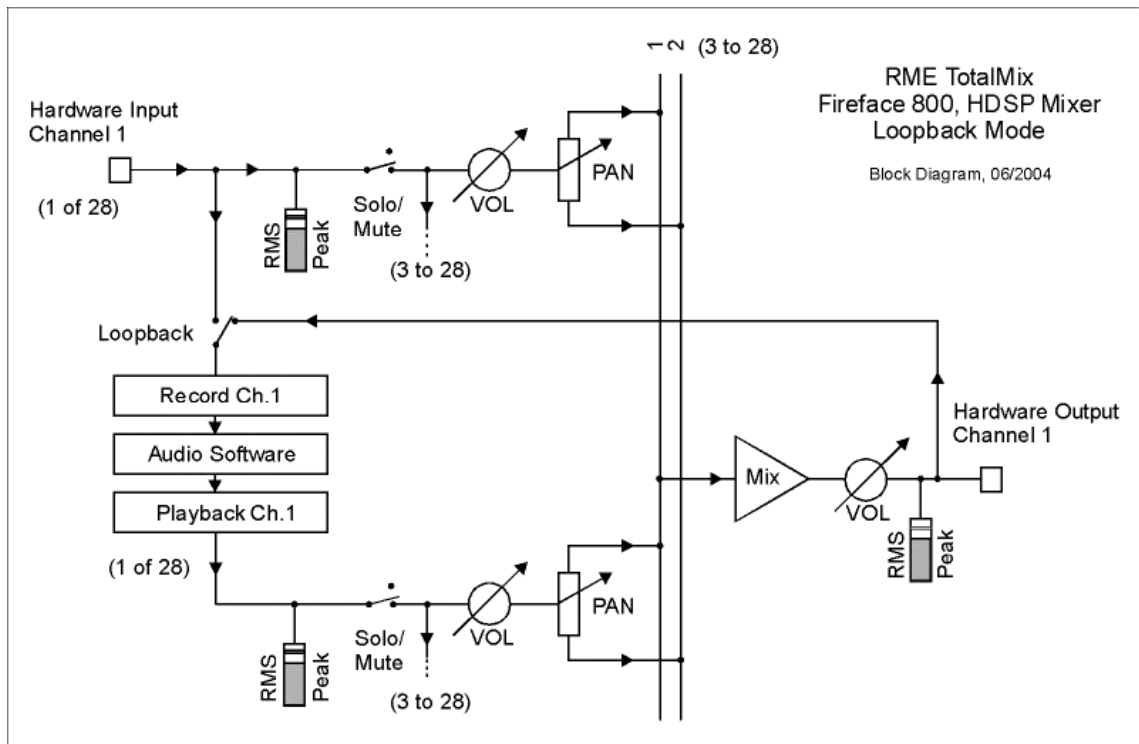 1
2
(3 to 28)
RME TotalMix
Fireface 800, HDSP Mixer
Loopback Mode
Block Diagram, 06/2004
Hardware Input
Channel 1
(1 of 28)
RMS
Peak
Solo/
Mute
(3 to 28)
VOL
PAN
Loopback
Record Ch.1
Audio Software
Playback Ch.1
(1 of 28)
Mix
VOL
Hardware Output
Channel 1
RMS
Peak
RMS
Peak
Solo/
Mute
(3 to 28)
VOL
PAN